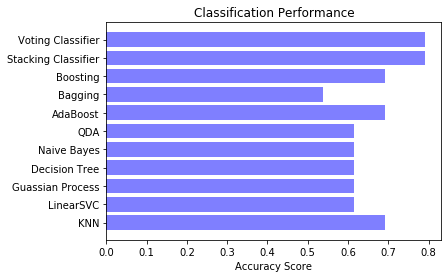 Classification Performance
Voting Classifier
Stacking Classifier
Boosting
Bagging
AdaBoost
QDA
Naive Bayes
Decision Tree
Guassian Process
LinearSVC
KNN
0.0 0.1 0.2 0.3 0.4 0.5 0.6 0.7 0.8
Accuracy Score